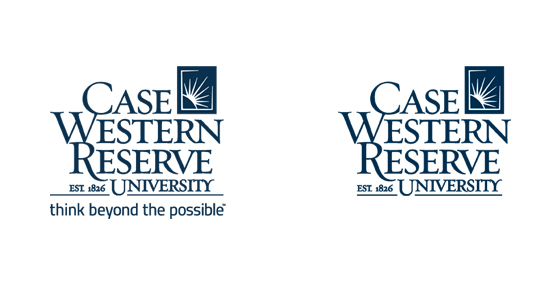 CASE
WESTERN
RESERVE
EST. 1826 UNIVERSITY
think beyond the possible™
CASE
WESTERN
RESERVE
EST. 1826 UNIVERSITY